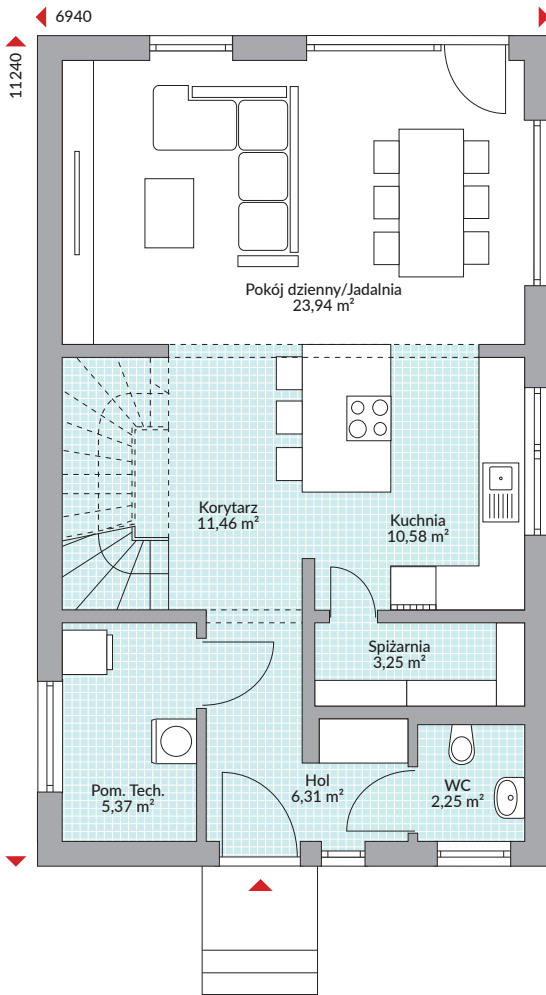 6940
11240
Pokój dzienny/Jadalnia
23,94 m²
Korytarz
11,46 m²
Kuchnia
10,58 m²
Spiżarnia
3,25 m²
Pom. Tech.
5,37 m²
Hol
6,31 m²
WC
2,25 m²